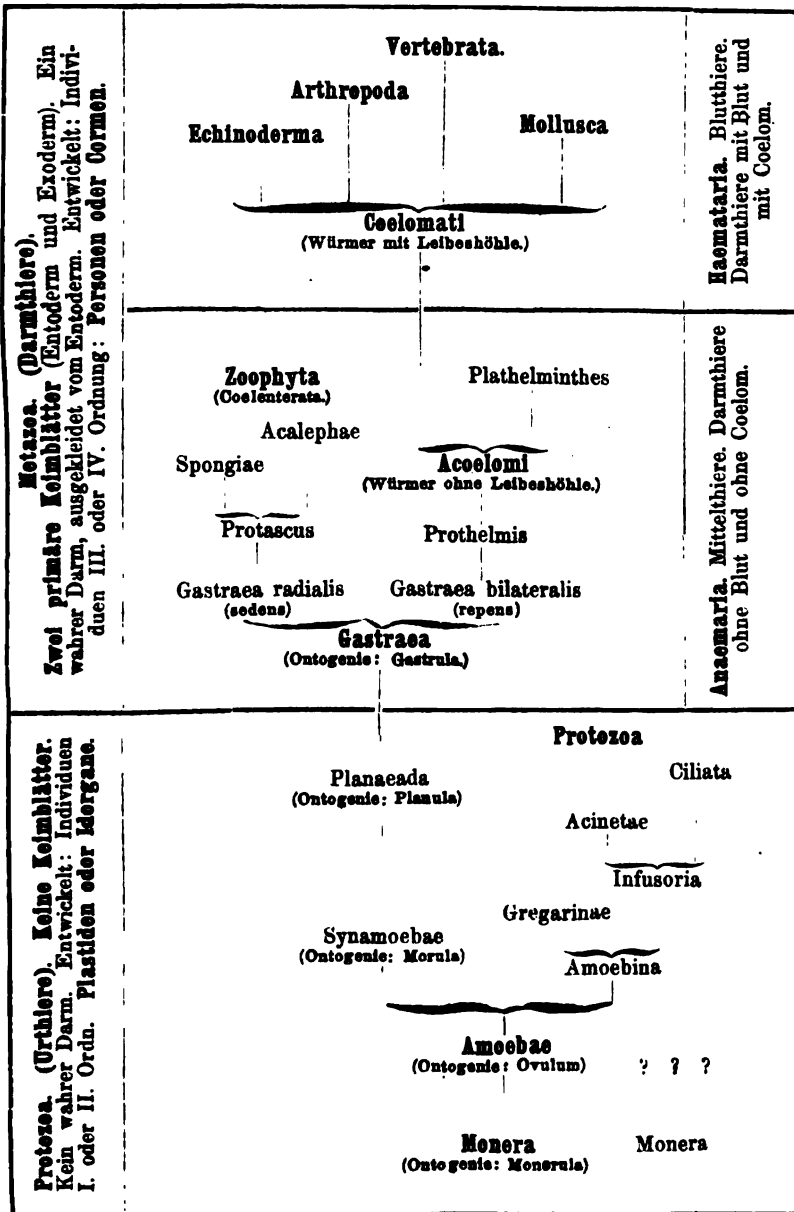 Metazoa. (Darmthiere).
Zwei primäre Keimblätter (Entoderm und Exoderm). Ein
wahrer Darm, ausgekleidet vom Entoderm. Entwickelt: Indivi-
duen III. oder IV. Ordnung: Personen oder Cormen.
Vertebrata.
Arthropoda
Echinoderma
Mollusca
Coelomati
(Würmer mit Leibeshöhle.)
Haemataria. Blutthiere.
Darmthiere mit Blut und
mit Coelom.
Zoophyta
(Coelenterata.)
Plathelminthes
Acalephae
Spongiae
Acoelomi
(Würmer ohne Leibeshöhle.)
Protascus
Prothelmis
Gastraea radialis
(sedens)
Gastraea bilateralis
(repens)
Gastraea
(Ontogenie: Gastrula.)
Anaemaria. Mittelthiere. Darmthiere
ohne Blut und ohne Coelom.
Protozoa. (Urthiere). Keine Keimblätter.
Kein wahrer Darm. Entwickelt: Individuen
I. oder II. Ordn. Plastiden oder Idorgane.
Protozoa
Planaeada
(Ontogenie: Planula)
Ciliata
Acinetae
Infusoria
Gregarinae
Synamoebae
(Ontogenie: Morula)
Amoebina
Amoebae
(Ontogenie: Ovulum)
? ? ?
Monera
(Ontogenie: Monerula)
Monera